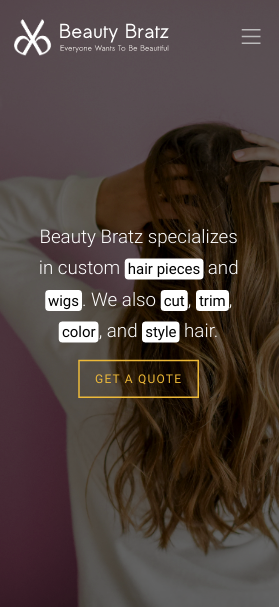 Beauty Bratz
Everyone Wants To Be Beautiful
Beauty Bratz specializes
in custom hair pieces and
wigs. We also cut, trim,
color, and style hair.
GET A QUOTE